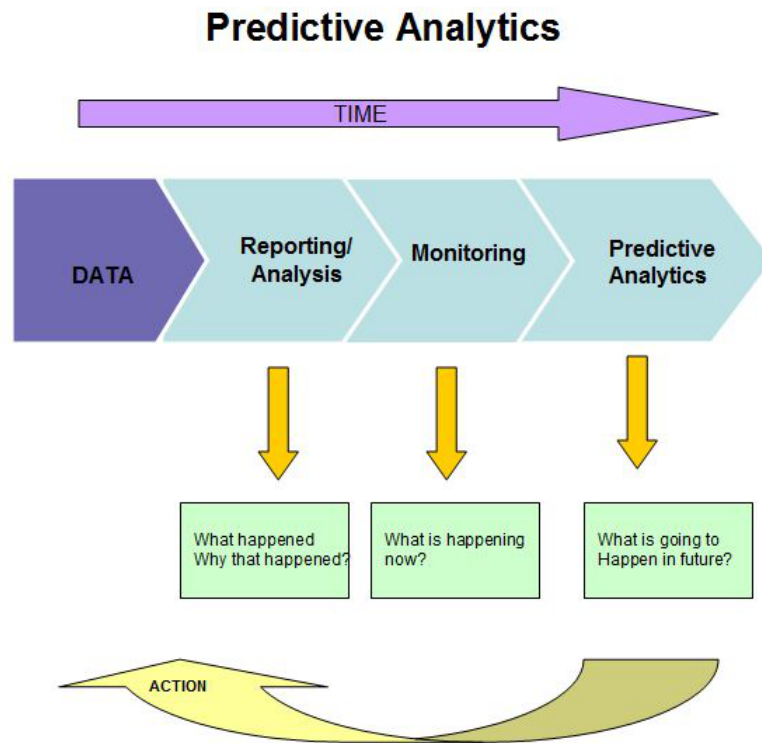 Predictive Analytics
TIME
DATA
Reporting/
Analysis
Monitoring
Predictive
Analytics
What happened
Why that happened?
What is happening
now?
What is going to
Happen in future?
ACTION